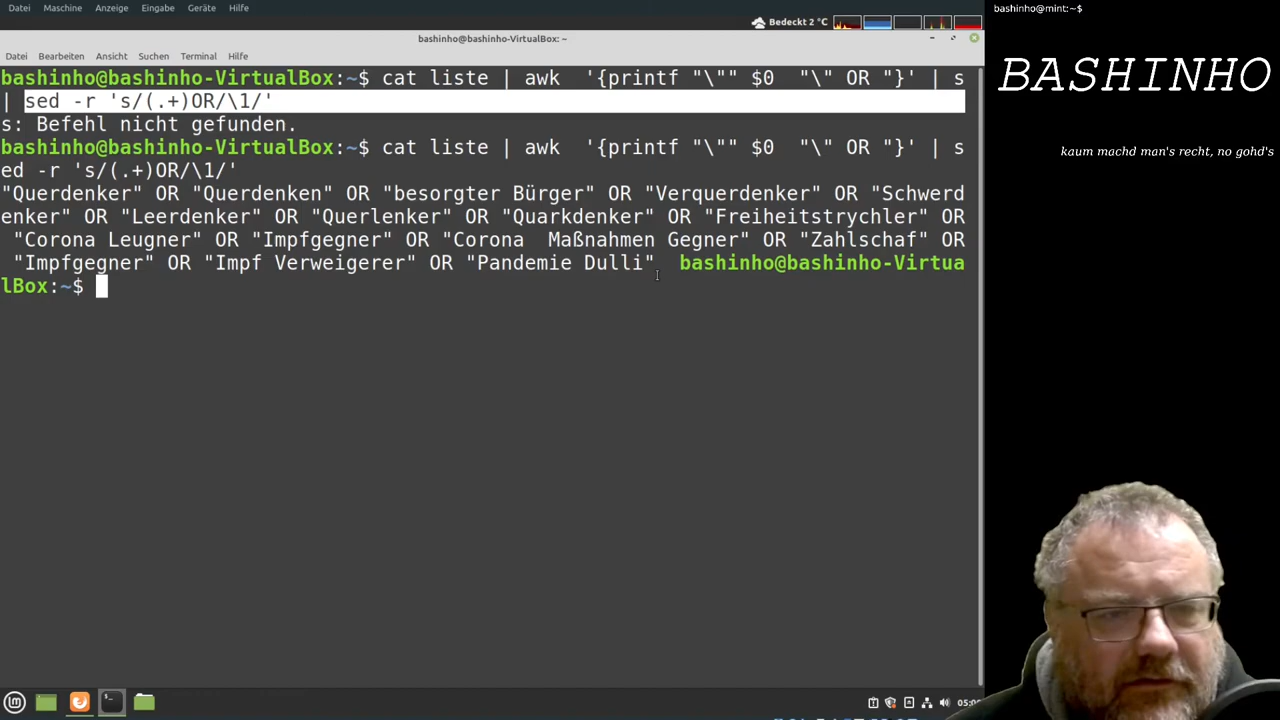 Datei Maschine Anzeige Eingabe Geräte Hilfe
bashinho@mint:~$
Bedeckt 2 °C
BASHINHO
bashinho@bashinho-VirtualBox: ~
Datei Bearbeiten Ansicht Suchen Terminal Hilfe
bashinho@bashinho-VirtualBox:~$ cat liste | awk  '{printf "\"" $0  "\" OR "}' | s
| sed -r 's/(.+)OR/\1/'
s: Befehl nicht gefunden.
bashinho@bashinho-VirtualBox:~$ cat liste | awk  '{printf "\"" $0  "\" OR "}' | s
ed -r 's/(.+)OR/\1/'
"Querdenker" OR "Querdenken" OR "besorgter Bürger" OR "Verquerdenker" OR "Schwerd
enker" OR "Leerdenker" OR "Querlenker" OR "Quarkdenker" OR "Freiheitstrychler" OR
"Corona Leugner" OR "Impfgegner" OR "Corona  Maßnahmen Gegner" OR "Zahlschaf" OR
"Impfgegner" OR "Impf Verweigerer" OR "Pandemie Dulli"  bashinho@bashinho-Virtua
lBox:~$
kaum machd man's recht, no gohd's